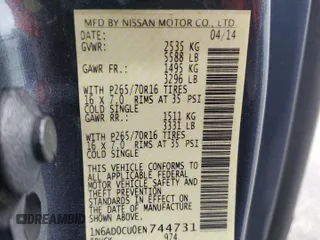 MFD BY NISSAN MOTOR CO., LTD
DATE: 04/14
GVWR: 2535 KG
5588 LB
GAWR FR.: 1495 KG
3296 LB
WITH P265/70R16 TIRES
16 x 7.0 RIMS AT 35 PSI
COLD SINGLE
GAWR RR.: 1511 KG
3331 LB
WITH P265/70R16 TIRES
16 x 7.0 RIMS AT 35 PSI
COLD SINGLE
THIS VEHICLE CONFORMS TO
ALL APPLICABLE FEDERAL
MOTOR VEHICLE SAFETY
STANDARDS IN EFFECT ON
THE DATE OF MANUFACTURE
SHOWN ABOVE.
1N6AD0CU0EN744731
TRUCK 974
DREAMBID